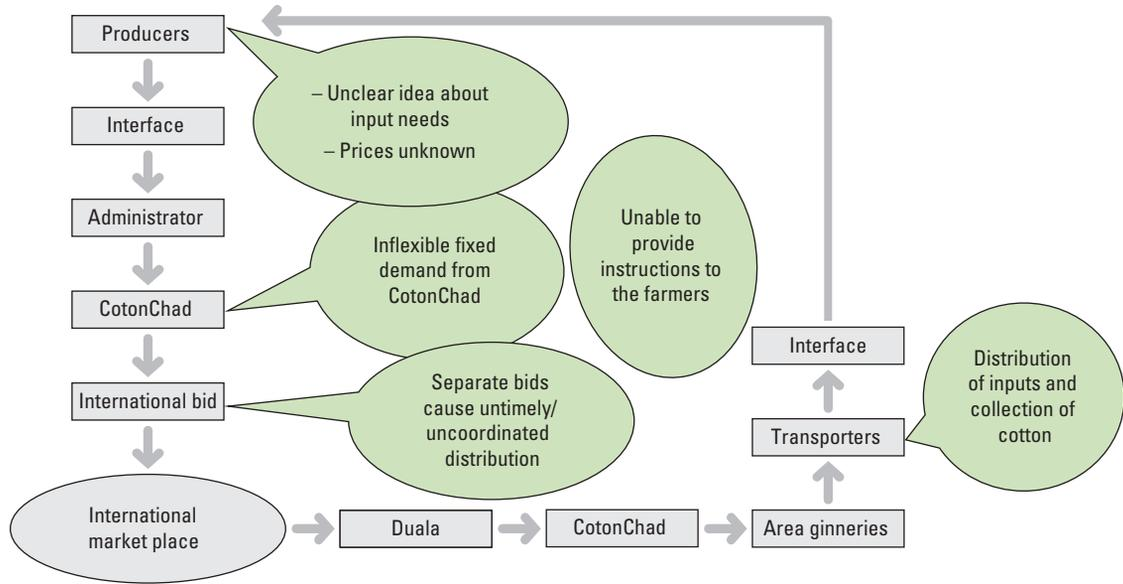 Producers
– Unclear idea about
input needs
– Prices unknown
Interface
Administrator
Inflexible fixed
demand from
CotonChad
Unable to
provide
instructions to
the farmers
CotonChad
International bid
Separate bids
cause untimely/
uncoordinated
distribution
Interface
Transporters
Distribution
of inputs and
collection of
cotton
International
market place
Duala
CotonChad
Area ginneries